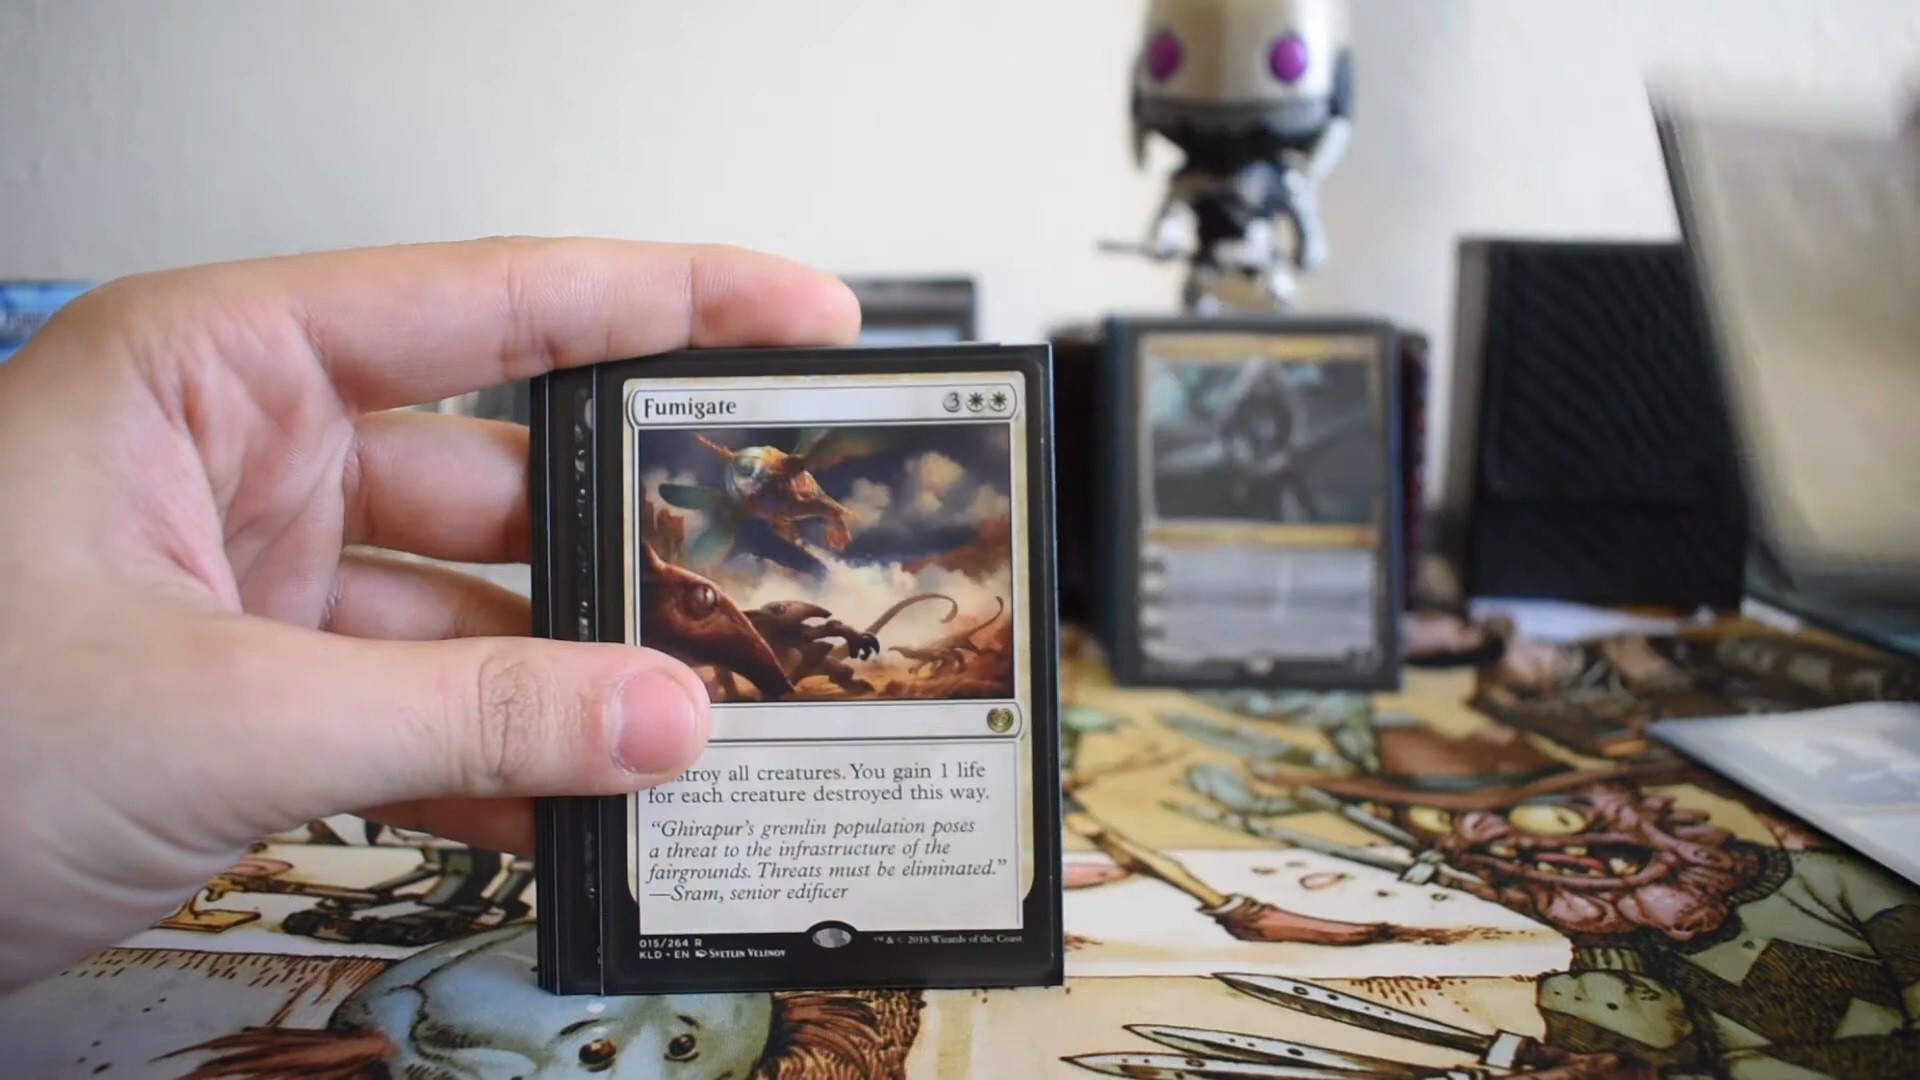 Fumigate 3
stroy all creatures. You gain 1 life
for each creature destroyed this way.
“Ghirapur’s gremlin population poses
a threat to the infrastructure of the
fairgrounds. Threats must be eliminated.”
—Sram, senior edificer
015/264 R
KLD • EN Svetlin Velinov
™ & © 2016 Wizards of the Coast